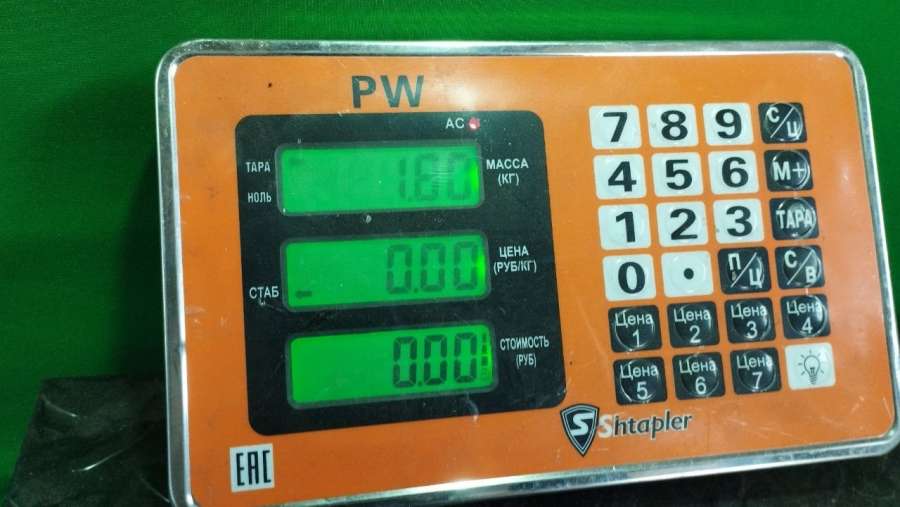 PW
АС
ТАРА
НОЛЬ
1.60
МАССА
(КГ)
СТАБ
0.00
ЦЕНА
(РУБ/КГ)
0.00
СТОИМОСТЬ
(РУБ)
7 8 9 С/Ц
4 5 6 М+
1 2 3 ТАРА
0 . П/Ц С/В
Цена 1 Цена 2 Цена 3 Цена 4
Цена 5 Цена 6 Цена 7
S Shtapler
EAC